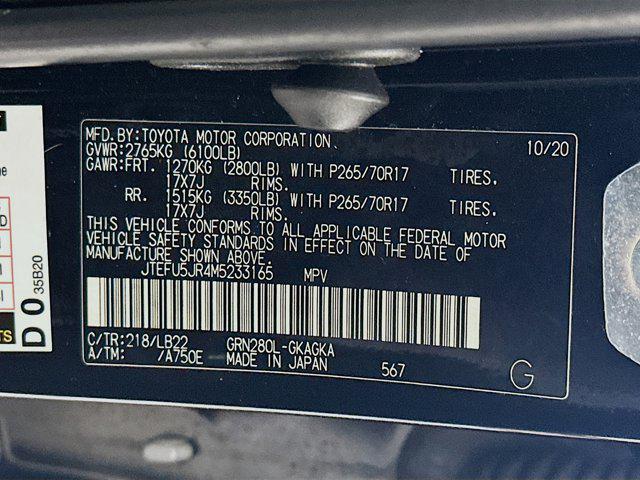 MFD.BY:TOYOTA MOTOR CORPORATION. 10/20
GVWR:2765KG (6100LB)
GAWR:FRT. 1270KG (2800LB) WITH P265/70R17 TIRES.
17X7J RIMS.
RR. 1515KG (3350LB) WITH P265/70R17 TIRES.
17X7J RIMS.
THIS VEHICLE CONFORMS TO ALL APPLICABLE FEDERAL MOTOR
VEHICLE SAFETY STANDARDS IN EFFECT ON THE DATE OF
MANUFACTURE SHOWN ABOVE.
JTEFU5JR4M5233165 MPV
C/TR:218/LB22 GRN280L-GKAGKA
A/TM: /A750E MADE IN JAPAN 567 G
D 0 35B20